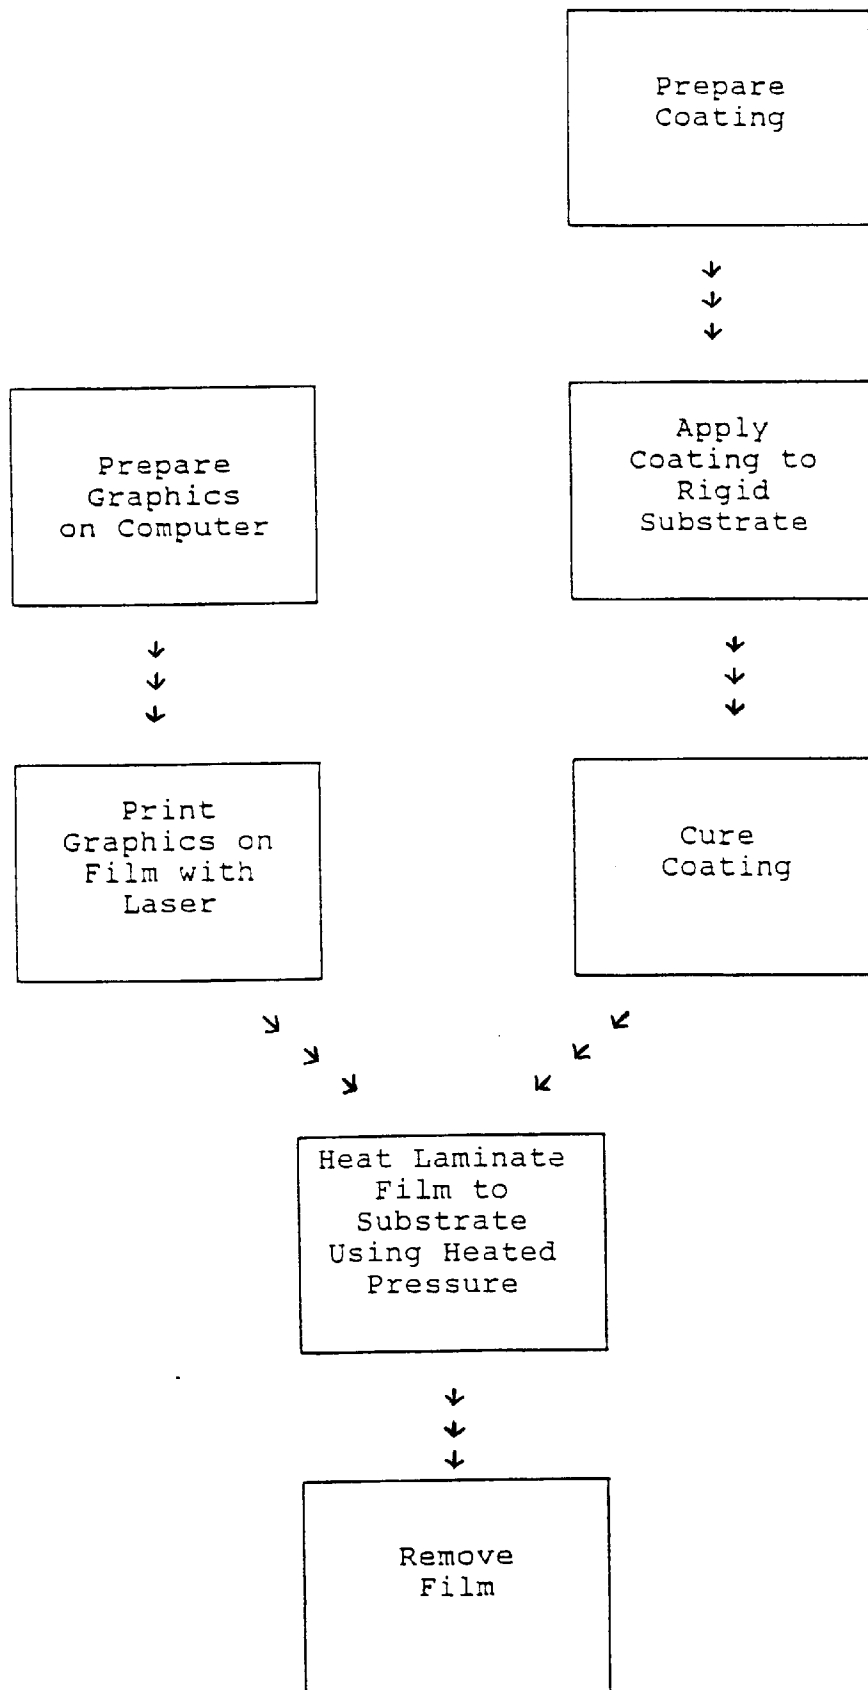 Prepare
Coating
Apply
Coating to
Rigid
Substrate
Prepare
Graphics
on Computer
Print
Graphics on
Film with
Laser
Cure
Coating
Heat Laminate
Film to
Substrate
Using Heated
Pressure
Remove
Film